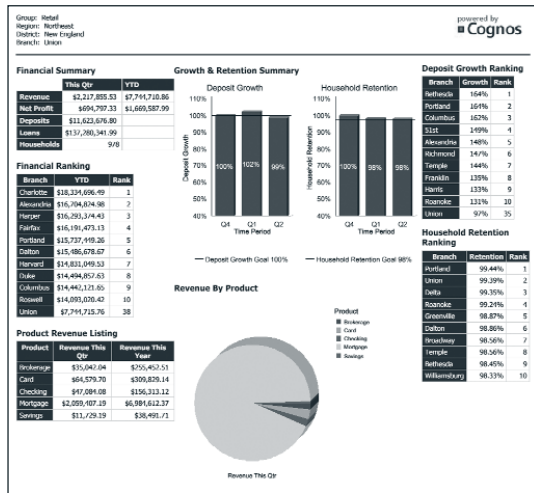 Group: Retail
Region: Northeast
District: New England
Branch: Union
powered by
Cognos
Financial Summary
This Qtr YTD
Revenue $2,217,855.53 $7,744,710.86
Net Profit $694,797.33 $1,669,587.99
Deposits $11,623,676.80
Loans $137,280,341.99
Households 978
Financial Ranking
Branch YTD Rank
Charlotte $18,334,696.49 1
Alexandria $16,704,824.98 2
Harper $16,293,374.43 3
Fairfax $16,191,473.13 4
Portland $15,737,449.26 5
Dalton $15,486,678.67 6
Harvard $14,831,049.53 7
Duke $14,494,857.63 8
Columbus $14,442,121.65 9
Roswell $14,093,020.42 10
Union $7,744,715.76 38
Product Revenue Listing
Product Revenue This Qtr Revenue This Year
Brokerage $35,042.04 $255,452.51
Card $64,579.70 $309,829.14
Checking $47,084.08 $156,313.12
Mortgage $2,059,407.19 $6,984,612.37
Savings $11,729.19 $38,491.71
Growth & Retention Summary
Deposit Growth
110%
100%
90%
80%
70%
60%
50%
40%
Deposit Growth
100% 102% 99%
Q4 Q1 Q2
Time Period
Deposit Growth Goal 100%
Household Retention
110%
100%
90%
80%
70%
60%
50%
40%
Household Retention
100% 98% 98%
Q4 Q1 Q2
Time Period
Household Retention Goal 98%
Revenue By Product
Product
Brokerage
Card
Checking
Mortgage
Savings
Revenue This Qtr
Deposit Growth Ranking
Branch Growth Rank
Bethesda 164% 1
Portland 164% 2
Columbus 162% 3
51st 149% 4
Alexandria 148% 5
Richmond 147% 6
Temple 144% 7
Franklin 135% 8
Harris 133% 9
Roanoke 131% 10
Union 97% 35
Household Retention
Ranking
Branch Retention Rank
Portland 99.44% 1
Union 99.39% 2
Delta 99.35% 3
Roanoke 99.24% 4
Greenville 98.87% 5
Dalton 98.86% 6
Broadway 98.56% 7
Temple 98.56% 8
Bethesda 98.45% 9
Williamsburg 98.33% 10